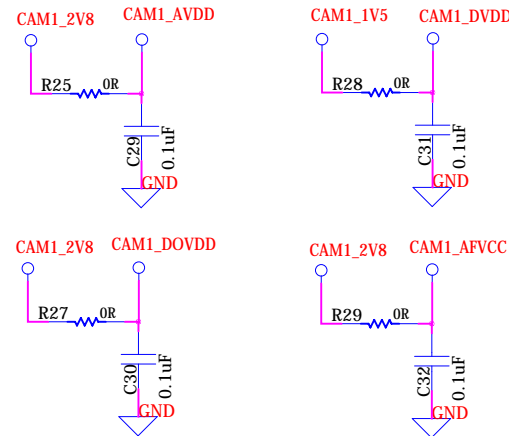 CAM1_2V8 CAM1_AVDD
R25 0R
C29 0.1uF
GND
CAM1_1V5 CAM1_DVDD
R28 0R
C31 0.1uF
GND
CAM1_2V8 CAM1_DOVDD
R27 0R
C30 0.1uF
GND
CAM1_2V8 CAM1_AFVCC
R29 0R
C32 0.1uF
GND